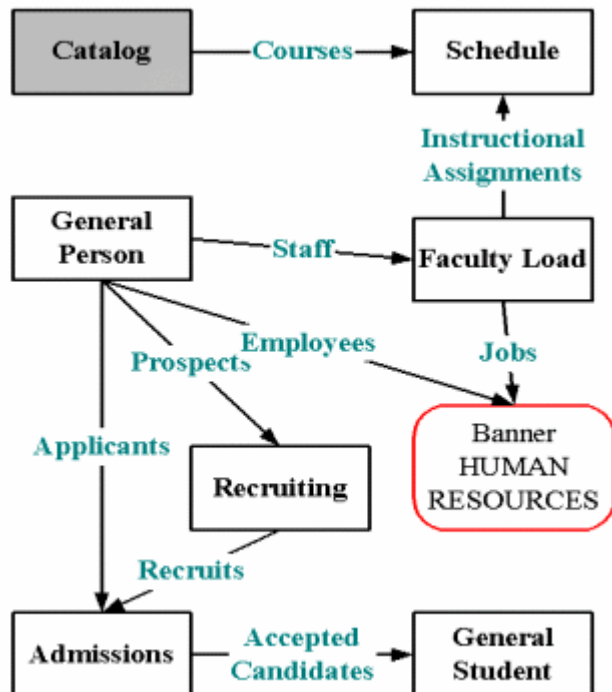 Catalog
Courses
Schedule
Instructional
Assignments
General
Person
Staff
Faculty Load
Prospects
Employees
Jobs
Applicants
Recruiting
Banner
HUMAN
RESOURCES
Recruits
Admissions
Accepted
Candidates
General
Student